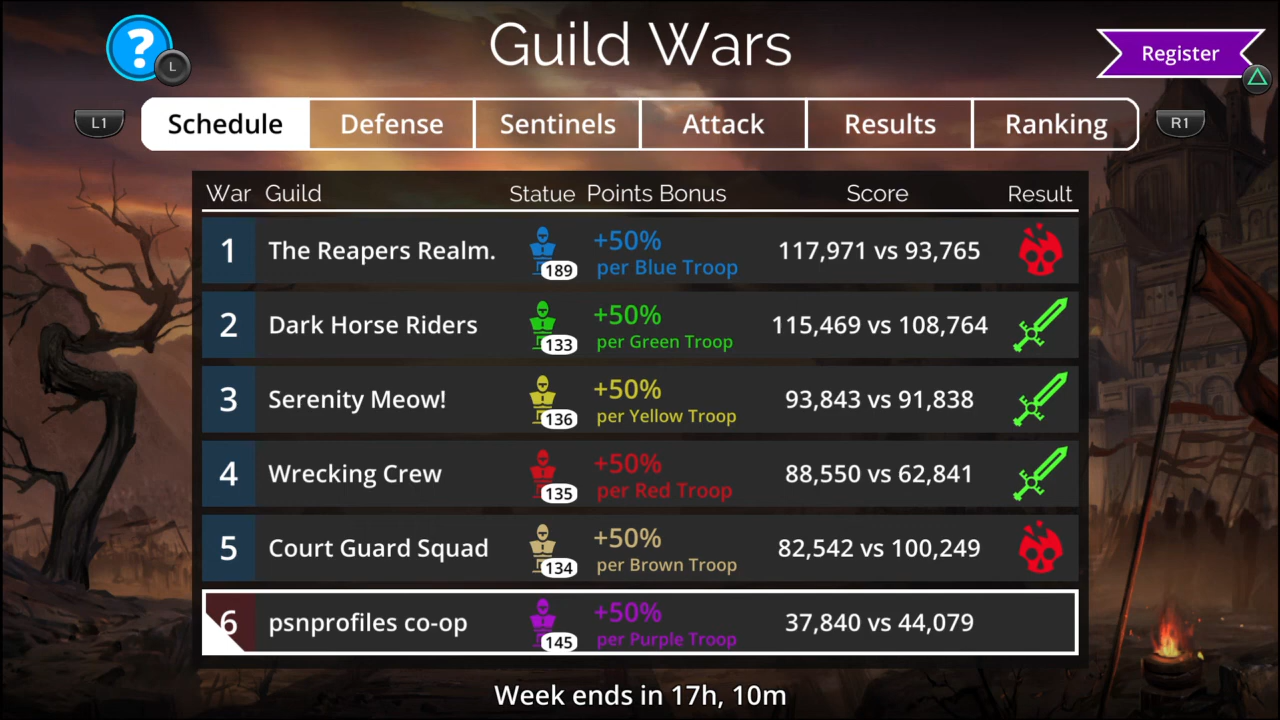 ?
L
Guild Wars
Register
L1
Schedule
Defense
Sentinels
Attack
Results
Ranking
R1
War Guild Statue Points Bonus Score Result
1 The Reapers Realm. 189 +50% per Blue Troop 117,971 vs 93,765
2 Dark Horse Riders 133 +50% per Green Troop 115,469 vs 108,764
3 Serenity Meow! 136 +50% per Yellow Troop 93,843 vs 91,838
4 Wrecking Crew 135 +50% per Red Troop 88,550 vs 62,841
5 Court Guard Squad 134 +50% per Brown Troop 82,542 vs 100,249
6 psnprofiles co-op 145 +50% per Purple Troop 37,840 vs 44,079
Week ends in 17h, 10m